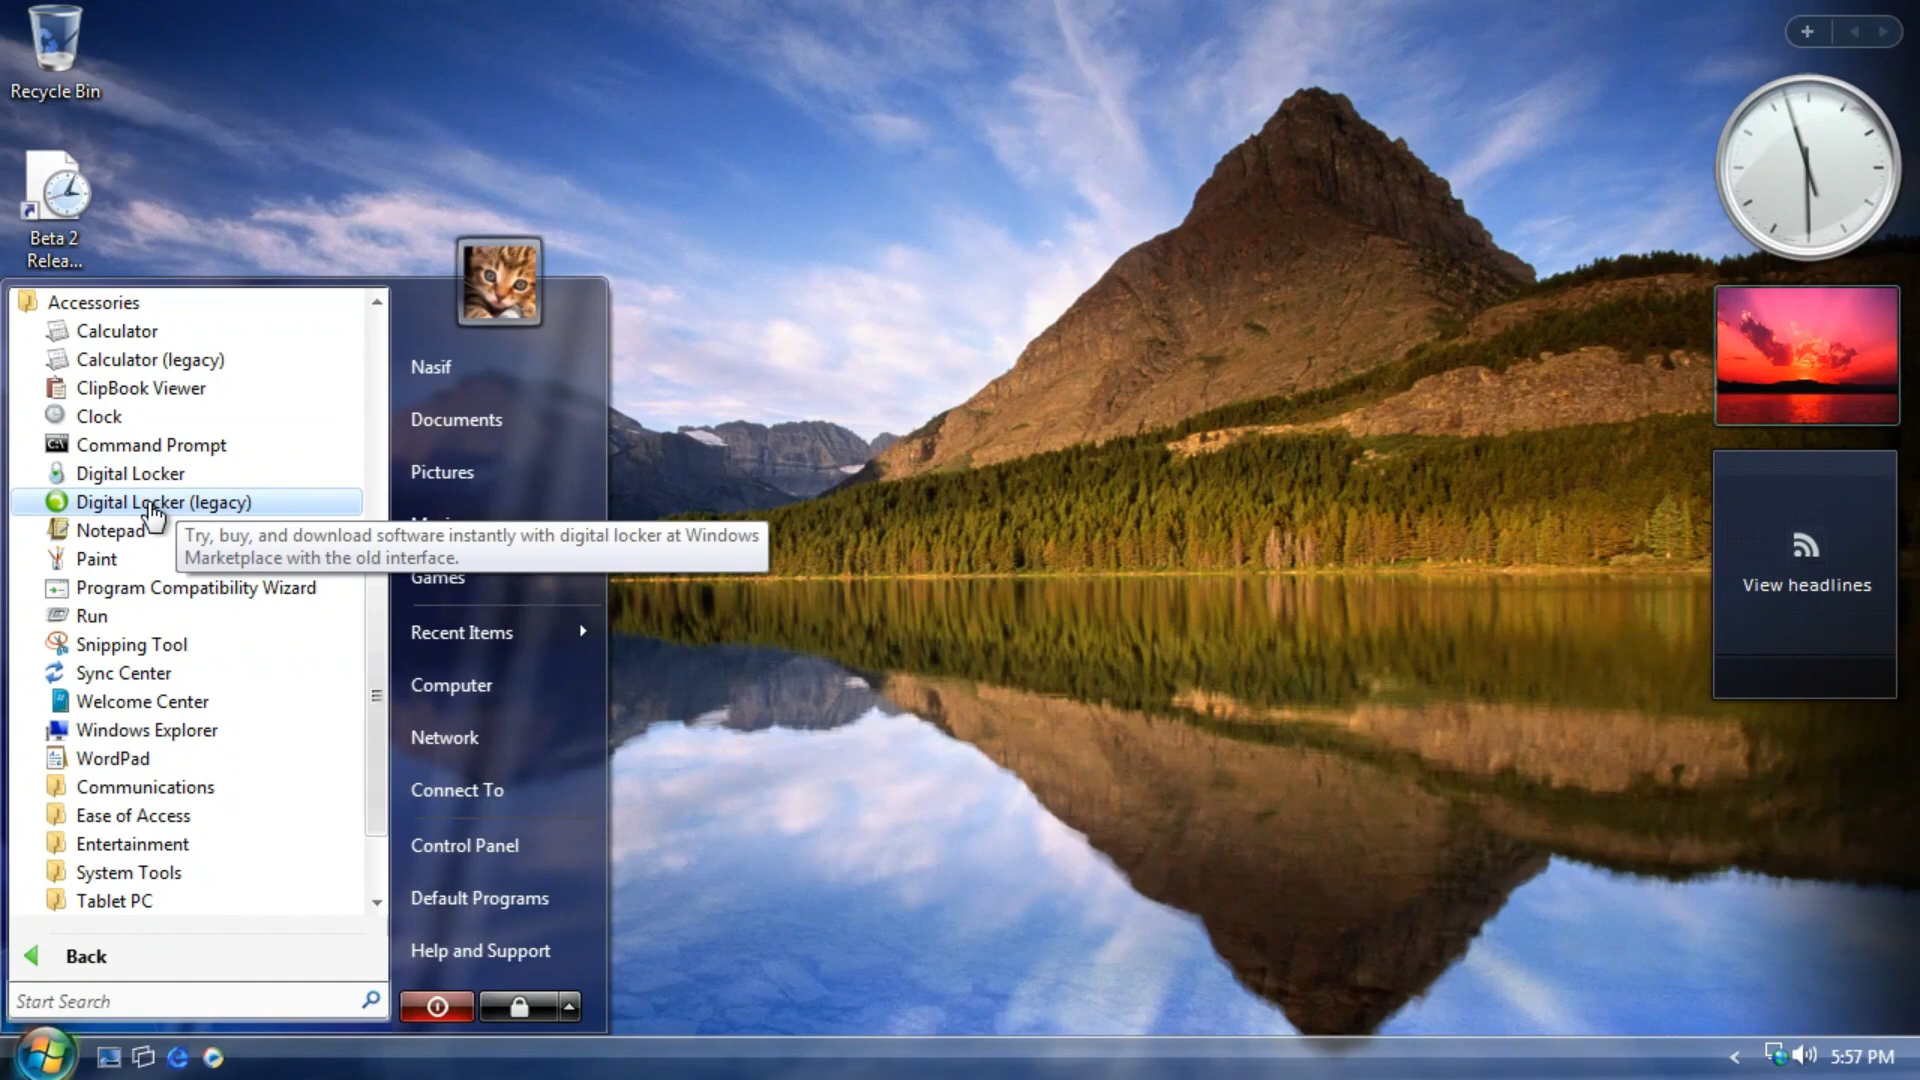 Recycle Bin
Beta 2
Relea...
Accessories
Calculator
Calculator (legacy)
ClipBook Viewer
Clock
Command Prompt
Digital Locker
Digital Locker (legacy)
Notepad
Try, buy, and download software instantly with digital locker at Windows
Marketplace with the old interface.
Paint
Program Compatibility Wizard
Run
Snipping Tool
Sync Center
Welcome Center
Windows Explorer
WordPad
Communications
Ease of Access
Entertainment
System Tools
Tablet PC
Back
Start Search
Nasif
Documents
Pictures
Games
Recent Items
Computer
Network
Connect To
Control Panel
Default Programs
Help and Support
View headlines
5:57 PM